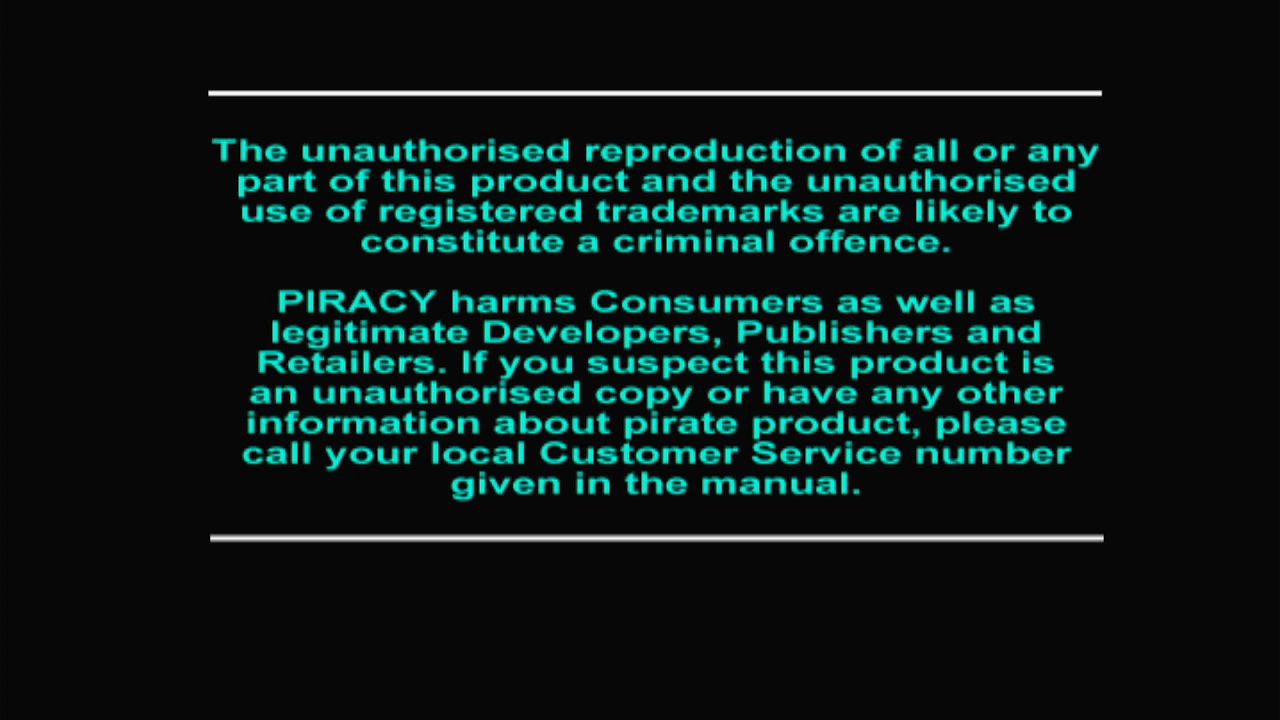 The unauthorised reproduction of all or any
part of this product and the unauthorised
use of registered trademarks are likely to
constitute a criminal offence.
PIRACY harms Consumers as well as
legitimate Developers, Publishers and
Retailers. If you suspect this product is
an unauthorised copy or have any other
information about pirate product, please
call your local Customer Service number
given in the manual.